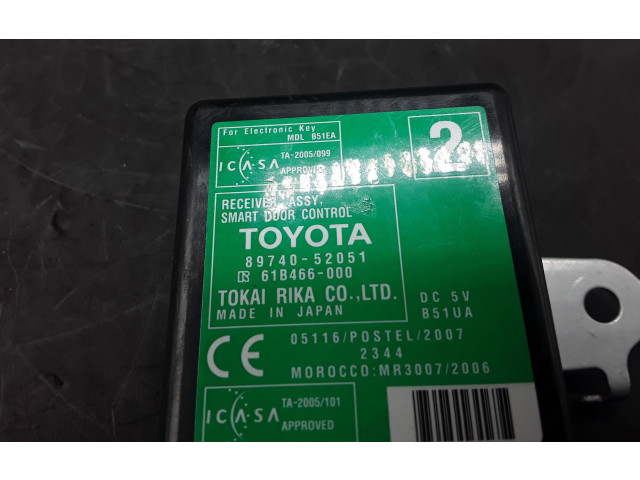 For Electronic Key
MDL B51EA
2
ICASA
TA-2005/099
APPROVED
RECEIVER ASSY,
SMART DOOR CONTROL
TOYOTA
89740-52051
61B466-000
TOKAI RIKA CO.,LTD.
MADE IN JAPAN
DC 5V
B51UA
CE
05116/POSTEL/2007
2344
MOROCCO:MR3007/2006
ICASA
TA-2005/101
APPROVED